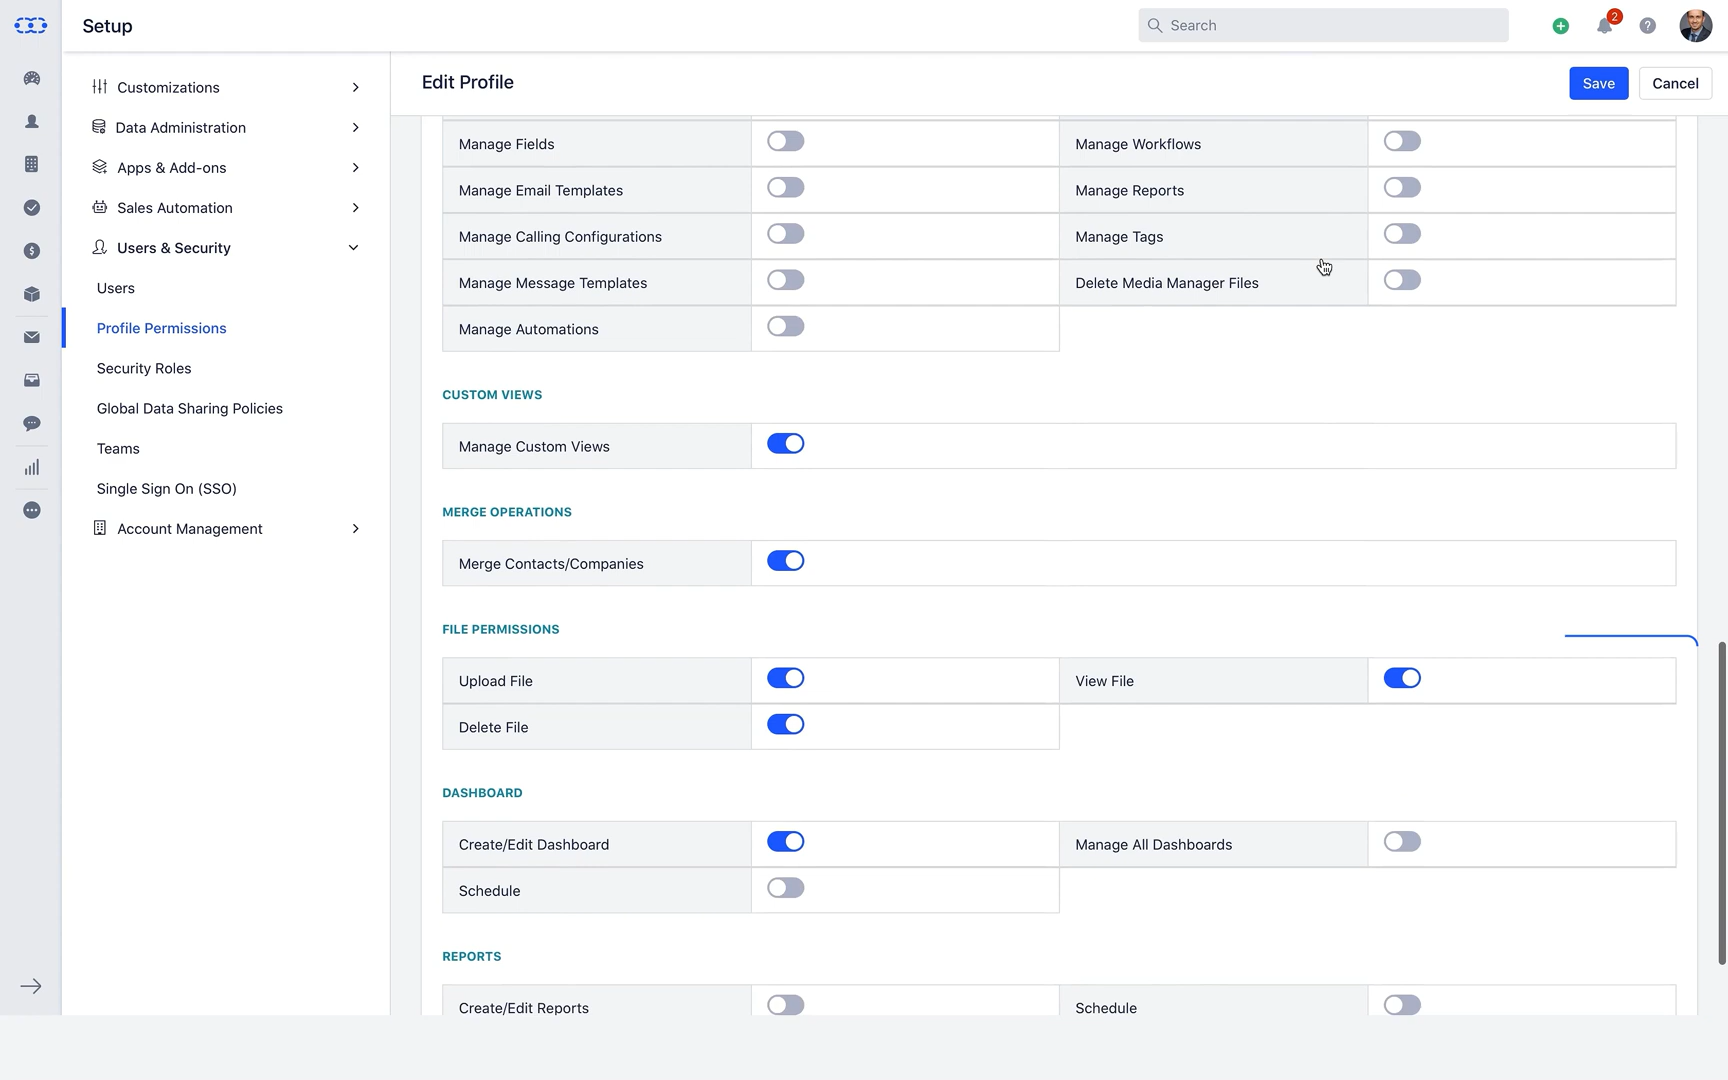 Setup
Search
2
Customizations
Data Administration
Apps & Add-ons
Sales Automation
Users & Security
Users
Profile Permissions
Security Roles
Global Data Sharing Policies
Teams
Single Sign On (SSO)
Account Management
Edit Profile
Save
Cancel
Manage Fields
Manage Workflows
Manage Email Templates
Manage Reports
Manage Calling Configurations
Manage Tags
Manage Message Templates
Delete Media Manager Files
Manage Automations
CUSTOM VIEWS
Manage Custom Views
MERGE OPERATIONS
Merge Contacts/Companies
FILE PERMISSIONS
Upload File
View File
Delete File
DASHBOARD
Create/Edit Dashboard
Manage All Dashboards
Schedule
REPORTS
Create/Edit Reports
Schedule